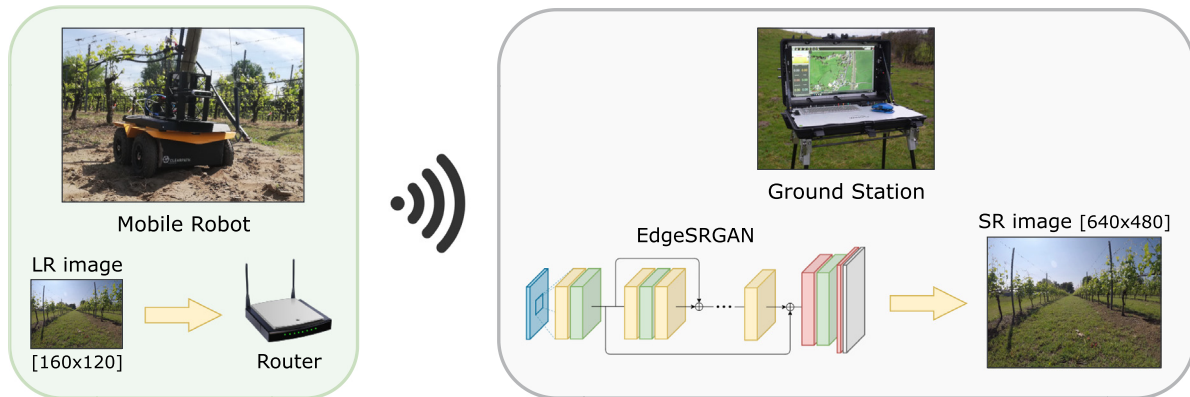 Mobile Robot
LR image
[160x120]
Router
Ground Station
EdgeSRGAN
SR image [640x480]